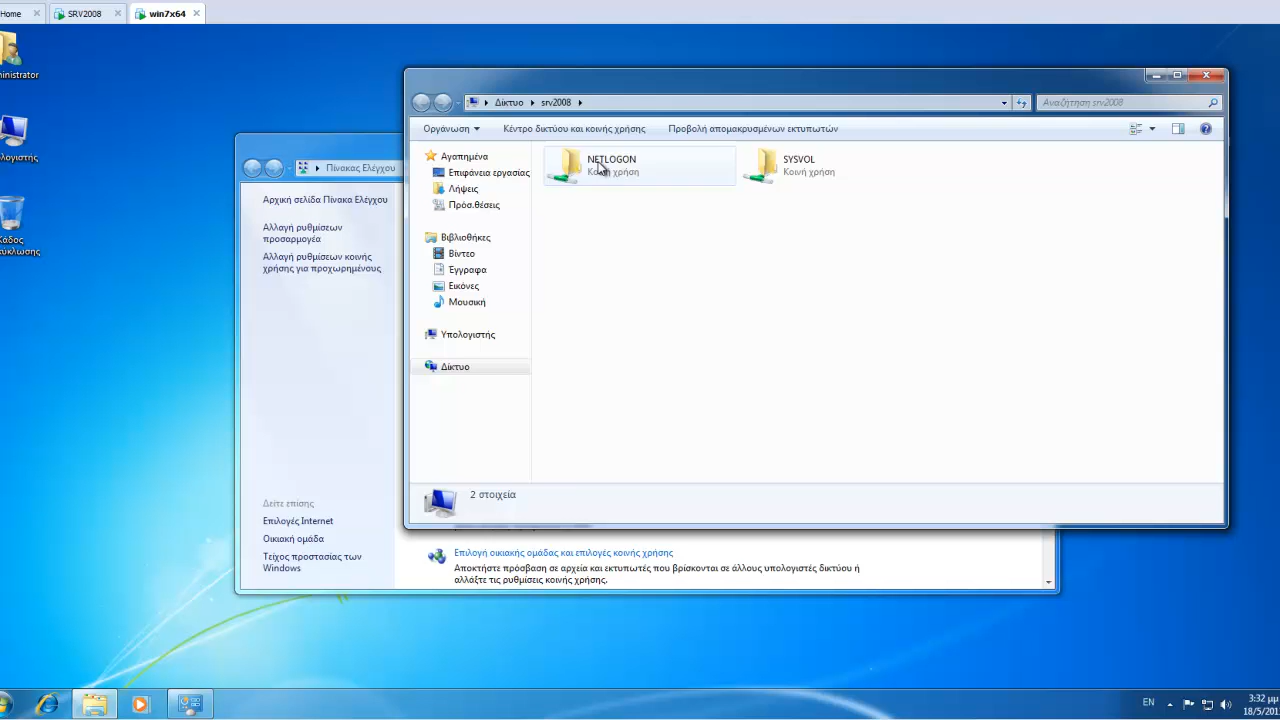 Home
SRV2008
win7x64
ministrator
ολογιστής
Κάδος
ύκλωσης
Πίνακας Ελέγχου
Αρχική σελίδα Πίνακα Ελέγχου
Αλλαγή ρυθμίσεων
προσαρμογέα
Αλλαγή ρυθμίσεων κοινής
χρήσης για προχωρημένους
Δείτε επίσης
Επιλογές Internet
Οικιακή ομάδα
Τείχος προστασίας των
Windows
Δίκτυο
srv2008
Αναζήτηση srv2008
Οργάνωση
Κέντρο δικτύου και κοινής χρήσης
Προβολή απομακρυσμένων εκτυπωτών
Αγαπημένα
Επιφάνεια εργασίας
Λήψεις
Πρόσ.θέσεις
Βιβλιοθήκες
Βίντεο
Έγγραφα
Εικόνες
Μουσική
Υπολογιστής
Δίκτυο
NETLOGON
Κοινή χρήση
SYSVOL
Κοινή χρήση
2 στοιχεία
Επιλογή οικιακής ομάδας και επιλογές κοινής χρήσης
Αποκτήστε πρόσβαση σε αρχεία και εκτυπωτές που βρίσκονται σε άλλους υπολογιστές δικτύου ή
αλλάξτε τις ρυθμίσεις κοινής χρήσης.
EN
3:32 μμ
18/5/201